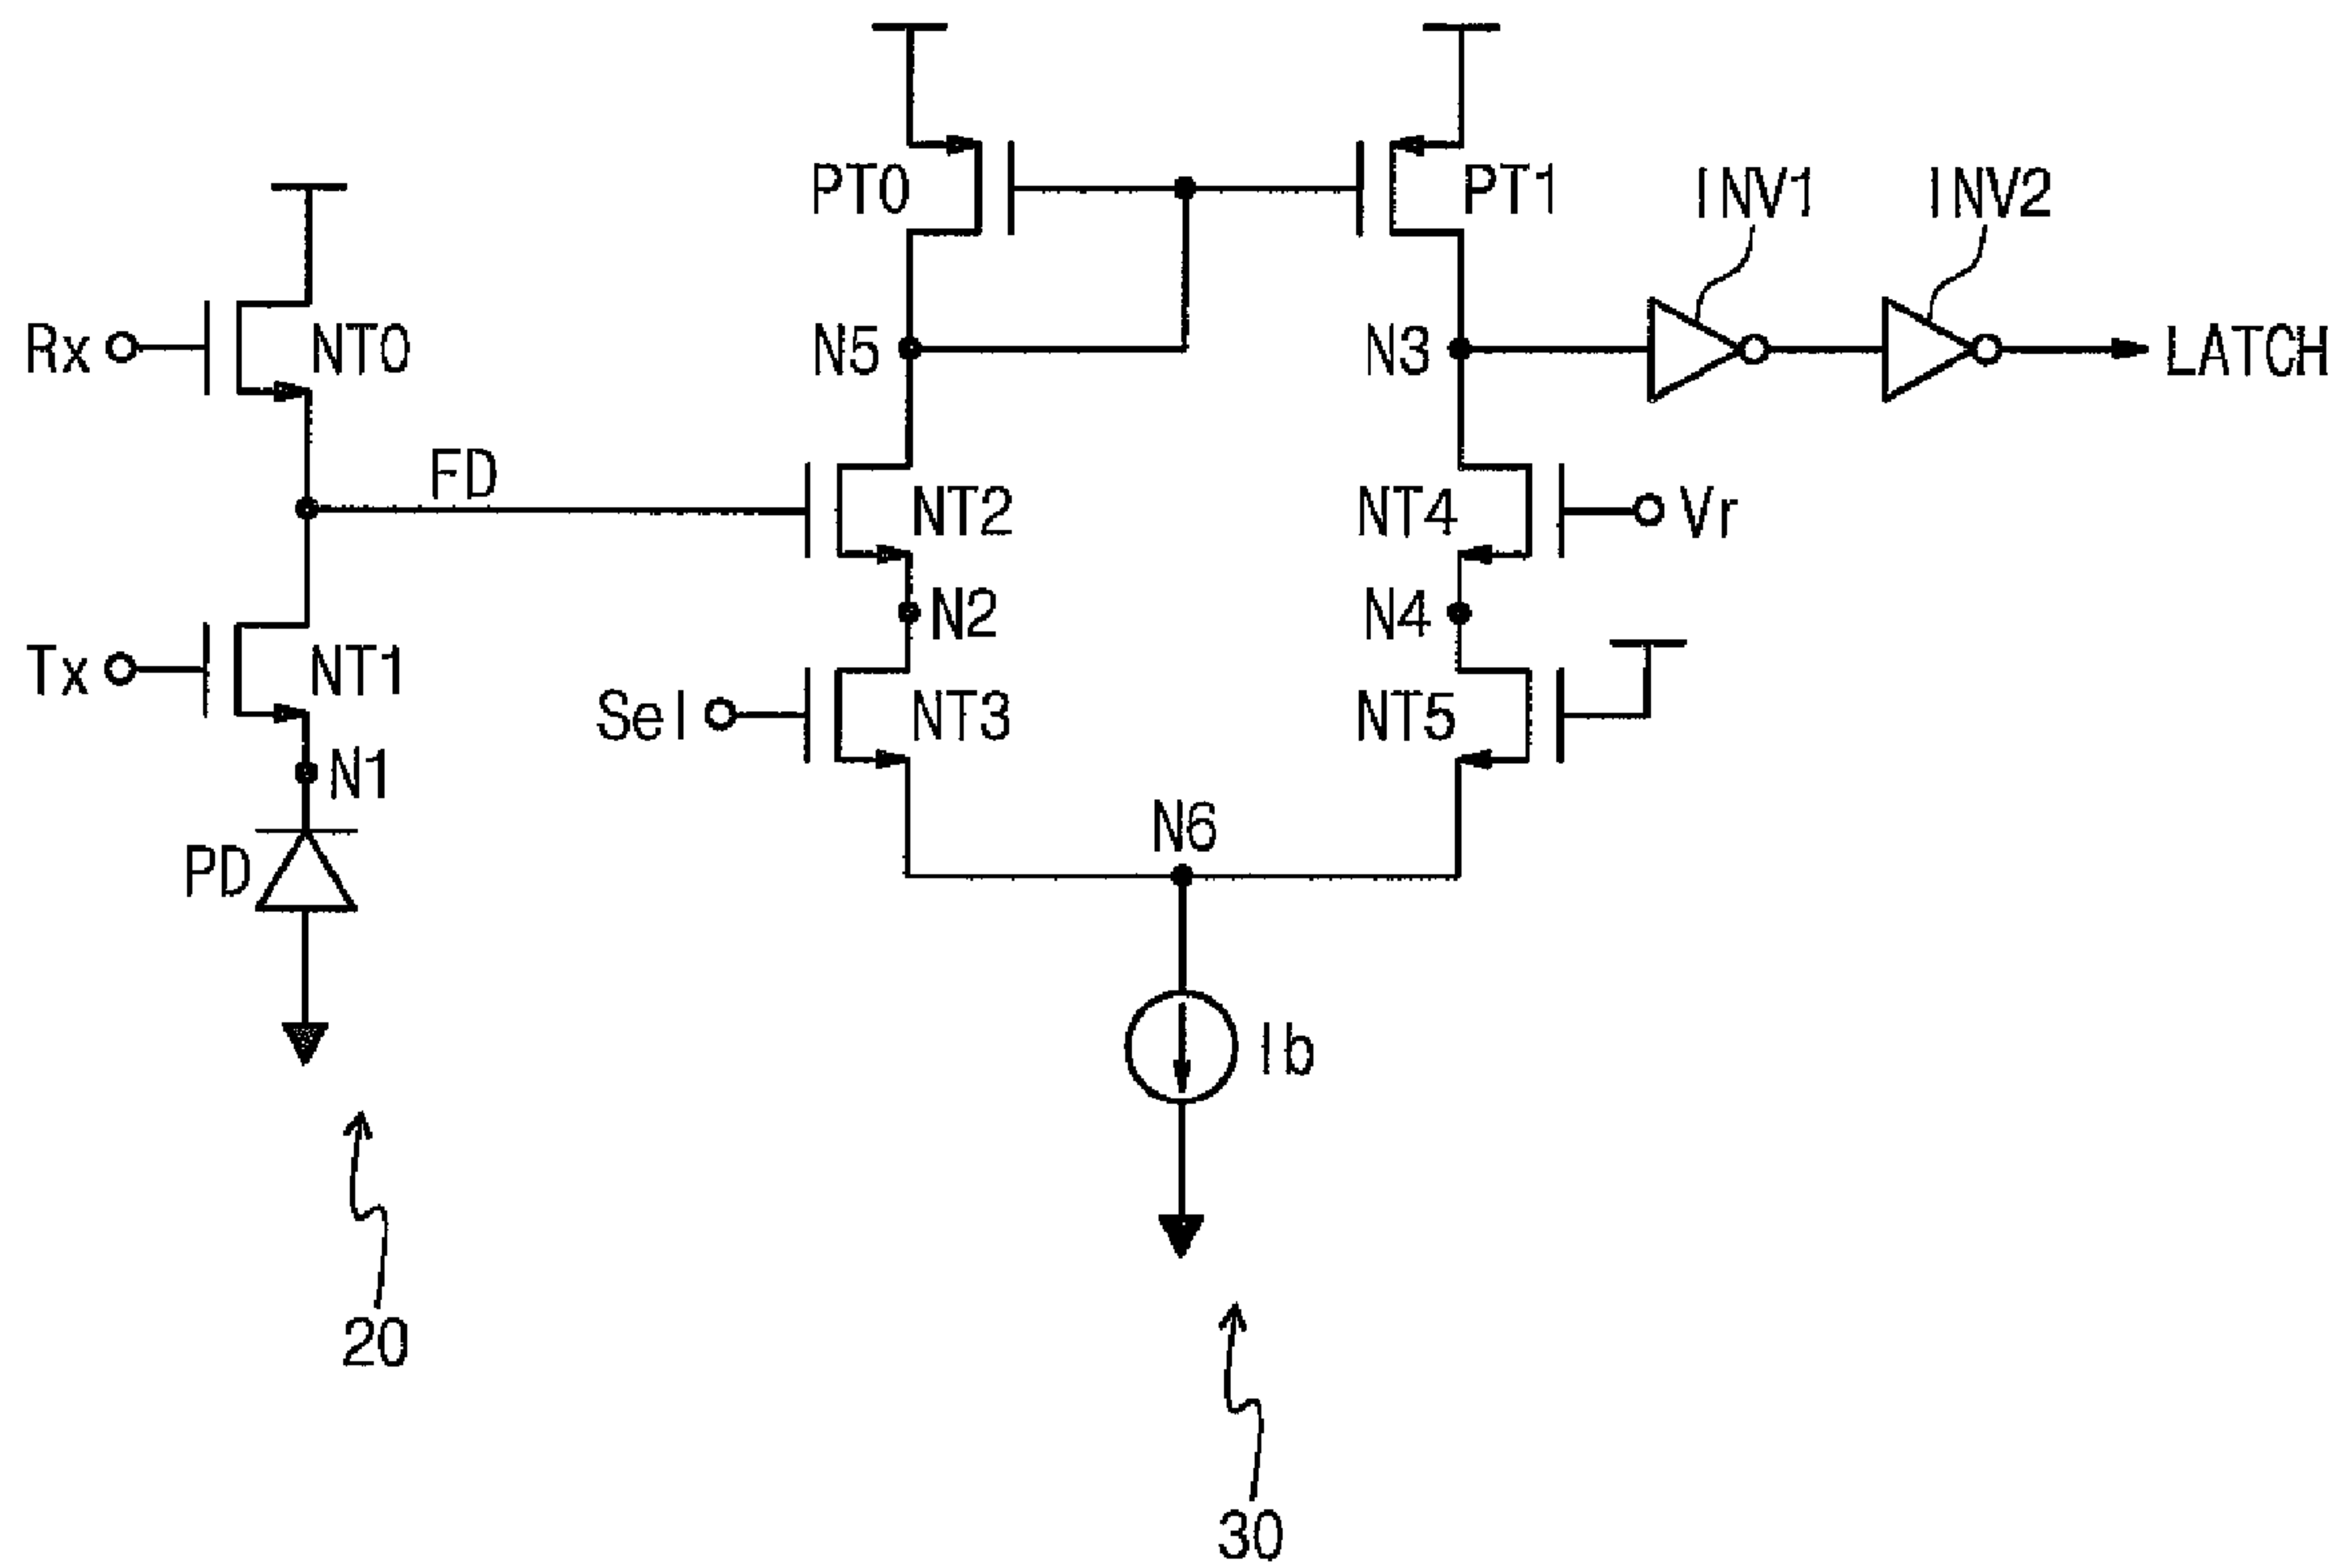 PT0
PT1
INV1
INV2
Rx
NT0
N5
N3
LATCH
FD
NT2
NT4
Vr
N2
N4
Tx
NT1
Sel
NT3
NT5
N1
N6
PD
Ib
20
30